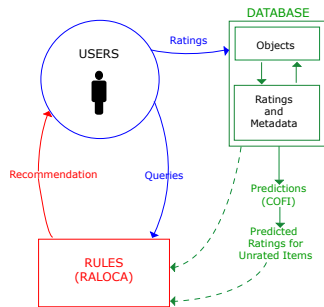 DATABASE
USERS
Ratings
Objects
Ratings
and
Metadata
Recommendation
Queries
Predictions
(COFI)
Predicted
Ratings for
Unrated Items
RULES
(RALOCA)